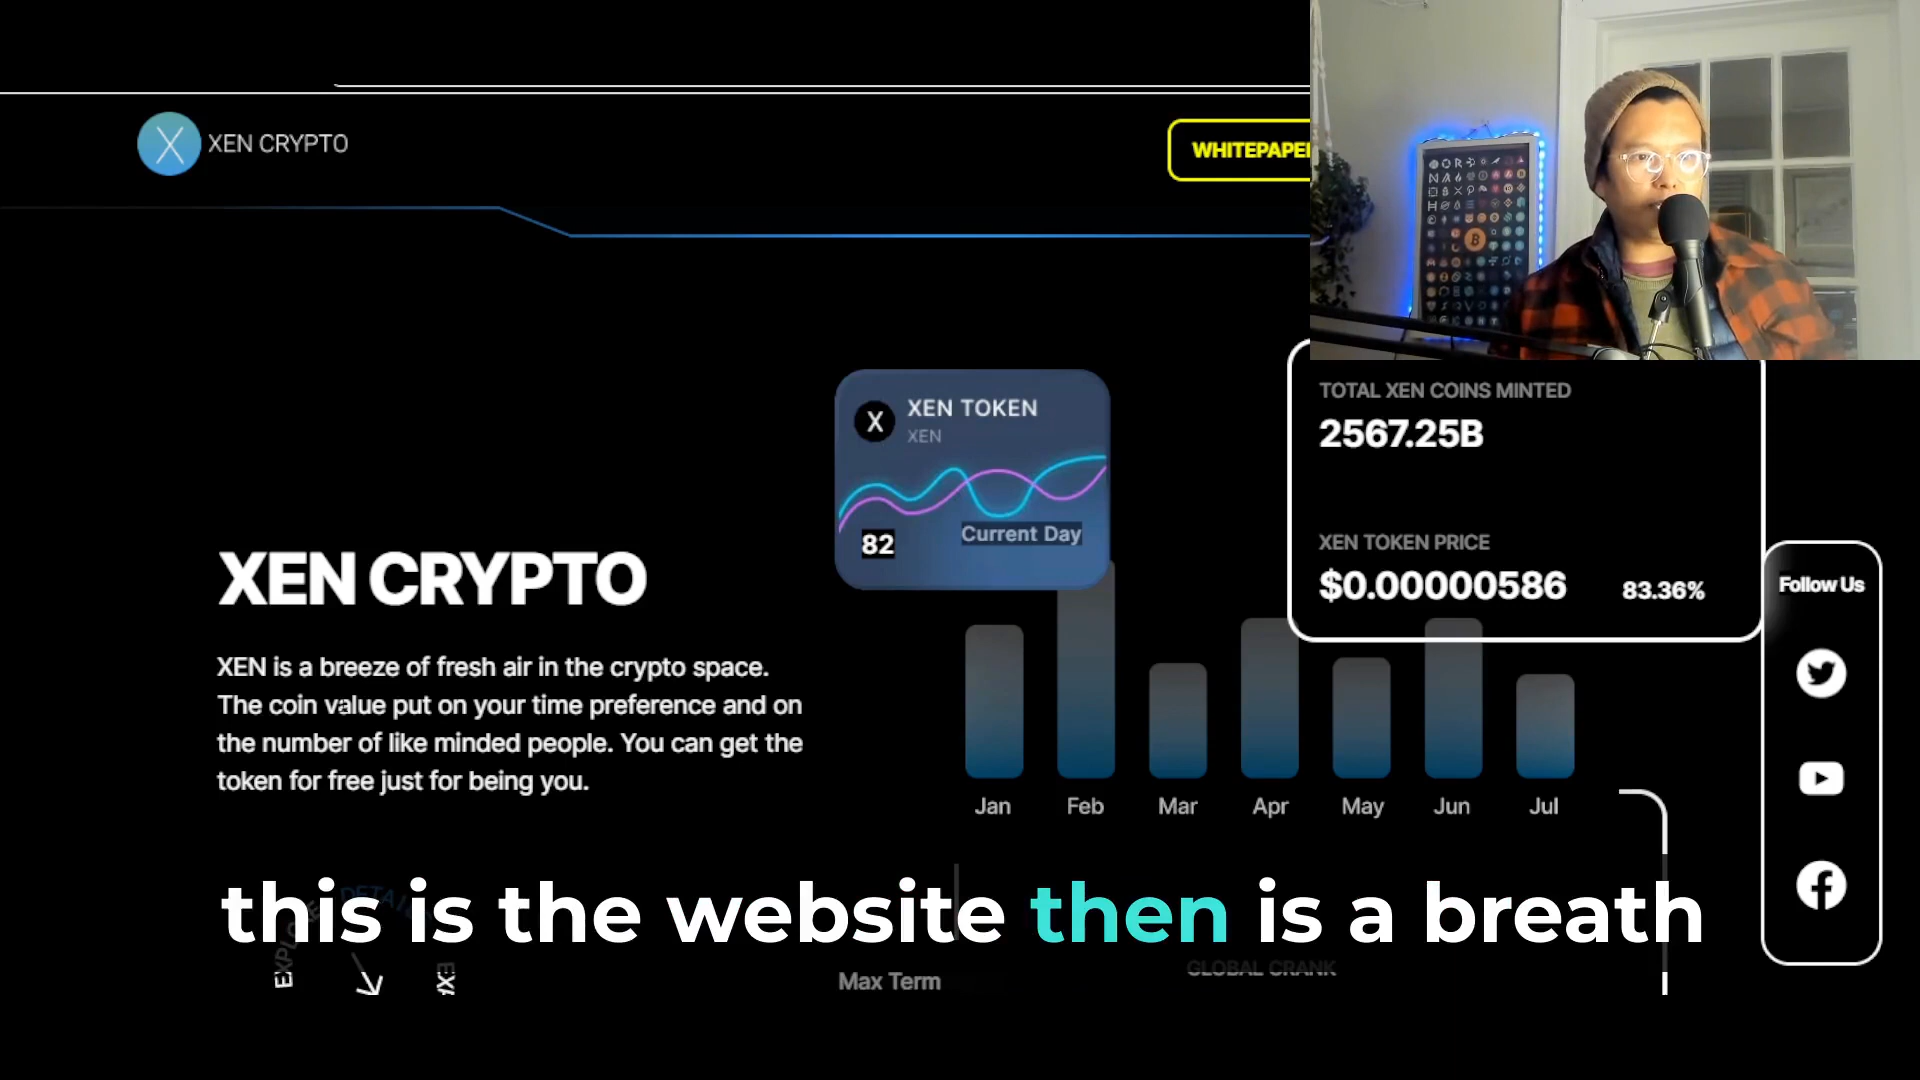 XEN CRYPTO
WHITEPAPE
X
XEN TOKEN
XEN
82
Current Day
TOTAL XEN COINS MINTED
2567.25B
XEN TOKEN PRICE
$0.00000586
83.36%
Follow Us
XEN CRYPTO
XEN is a breeze of fresh air in the crypto space.
The coin value put on your time preference and on
the number of like minded people. You can get the
token for free just for being you.
Jan
Feb
Mar
Apr
May
Jun
Jul
this is the website then is a breath
Max Term
GLOBAL CRANK